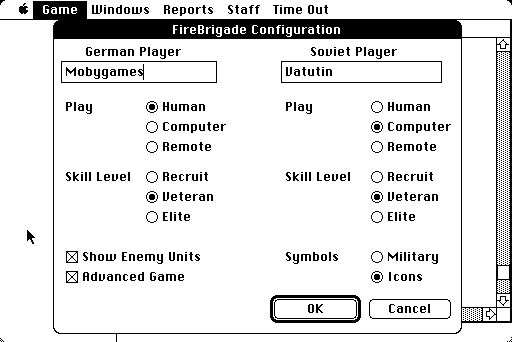 Game Windows Reports Staff Time Out
FireBrigade Configuration
German Player Soviet Player
Mobygames Vatutin
Play Human Play Human
Computer Computer
Remote Remote
Skill Level Recruit Skill Level Recruit
Veteran Veteran
Elite Elite
Show Enemy Units Symbols Military
Advanced Game Icons
OK Cancel